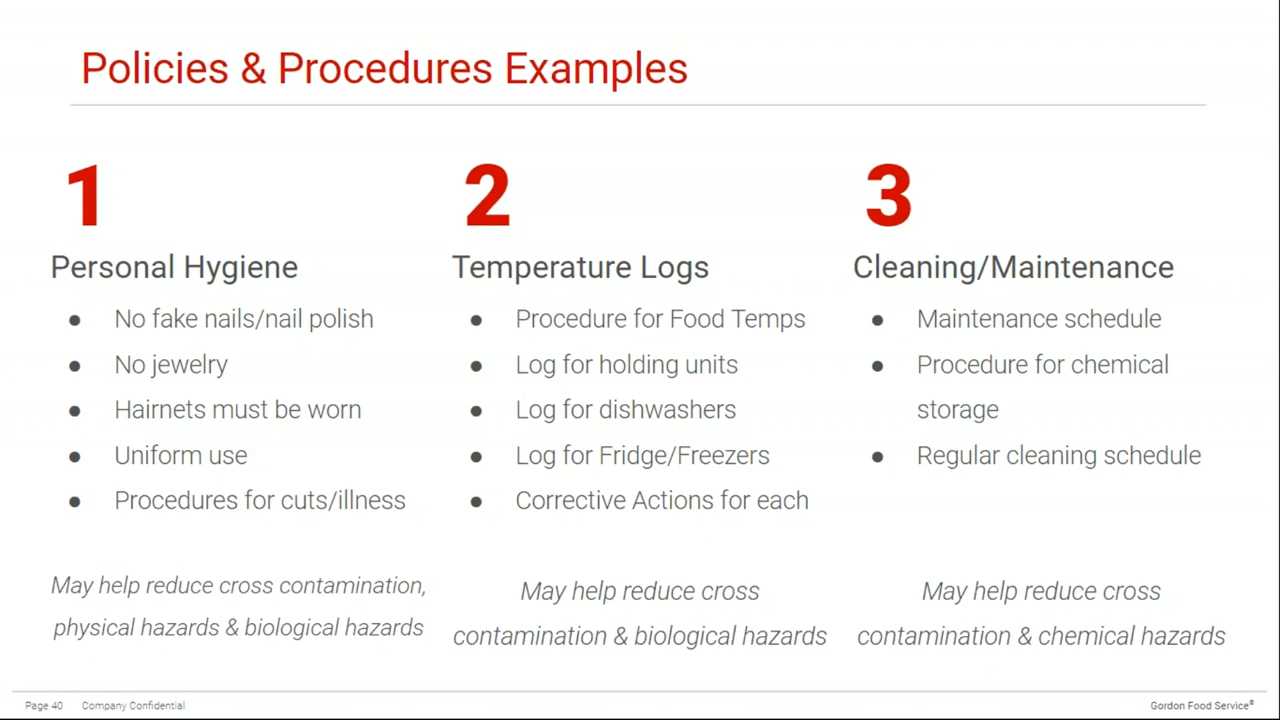 Policies & Procedures Examples
1
Personal Hygiene
● No fake nails/nail polish
● No jewelry
● Hairnets must be worn
● Uniform use
● Procedures for cuts/illness
May help reduce cross contamination,
physical hazards & biological hazards
2
Temperature Logs
● Procedure for Food Temps
● Log for holding units
● Log for dishwashers
● Log for Fridge/Freezers
● Corrective Actions for each
May help reduce cross
contamination & biological hazards
3
Cleaning/Maintenance
● Maintenance schedule
● Procedure for chemical
storage
● Regular cleaning schedule
May help reduce cross
contamination & chemical hazards
Page 40 Company Confidential
Gordon Food Service®